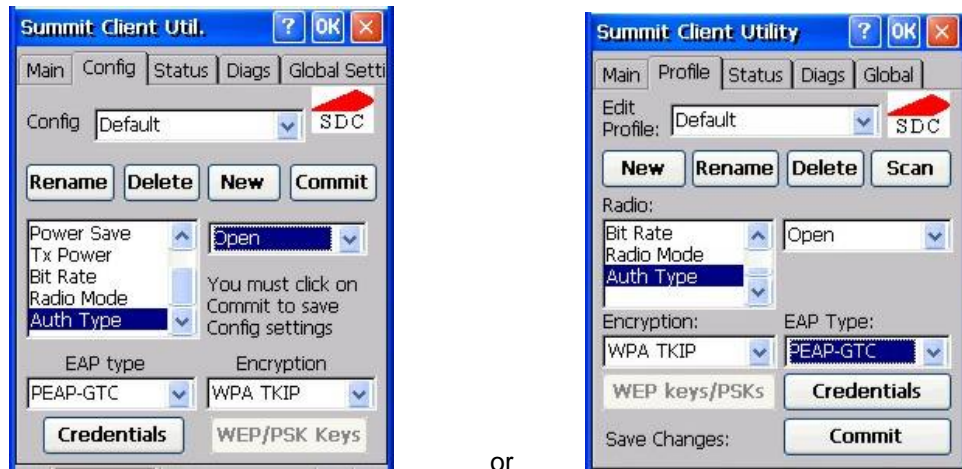 Summit Client Util. ? OK
Main Config Status Diags Global Setti
Config Default SDC
Rename Delete New Commit
Power Save
Tx Power
Bit Rate
Radio Mode
Auth Type
Open
You must click on
Commit to save
Config settings
EAP type Encryption
PEAP-GTC WPA TKIP
Credentials WEP/PSK Keys
or
Summit Client Utility ? OK
Main Profile Status Diags Global
Edit
Profile: Default SDC
New Rename Delete Scan
Radio:
Bit Rate
Radio Mode
Auth Type
Open
Encryption: EAP Type:
WPA TKIP PEAP-GTC
WEP keys/PSKs Credentials
Save Changes: Commit